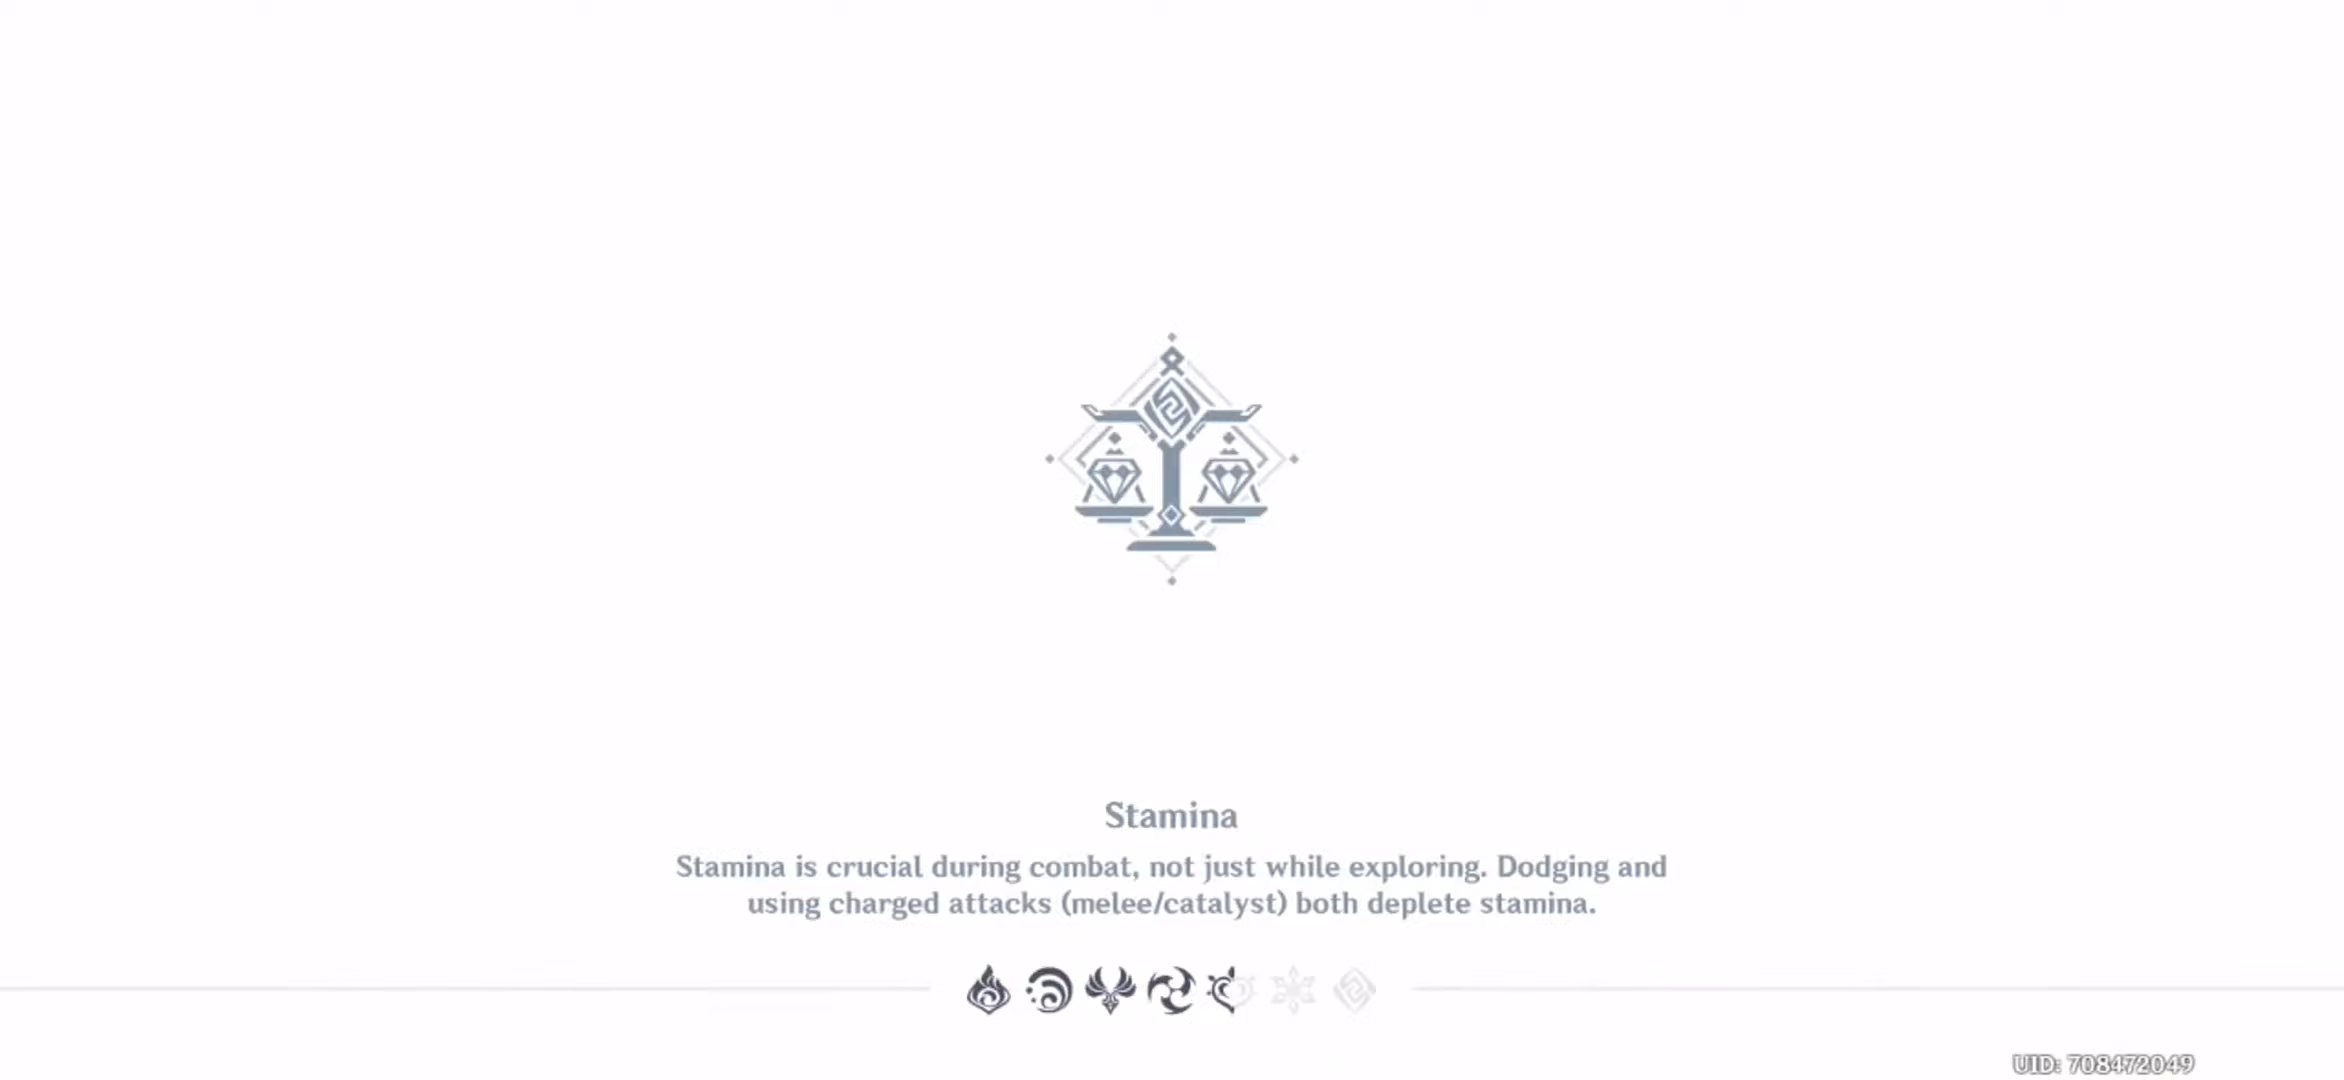 Stamina
Stamina is crucial during combat, not just while exploring. Dodging and
using charged attacks (melee/catalyst) both deplete stamina.
UID: 708472049